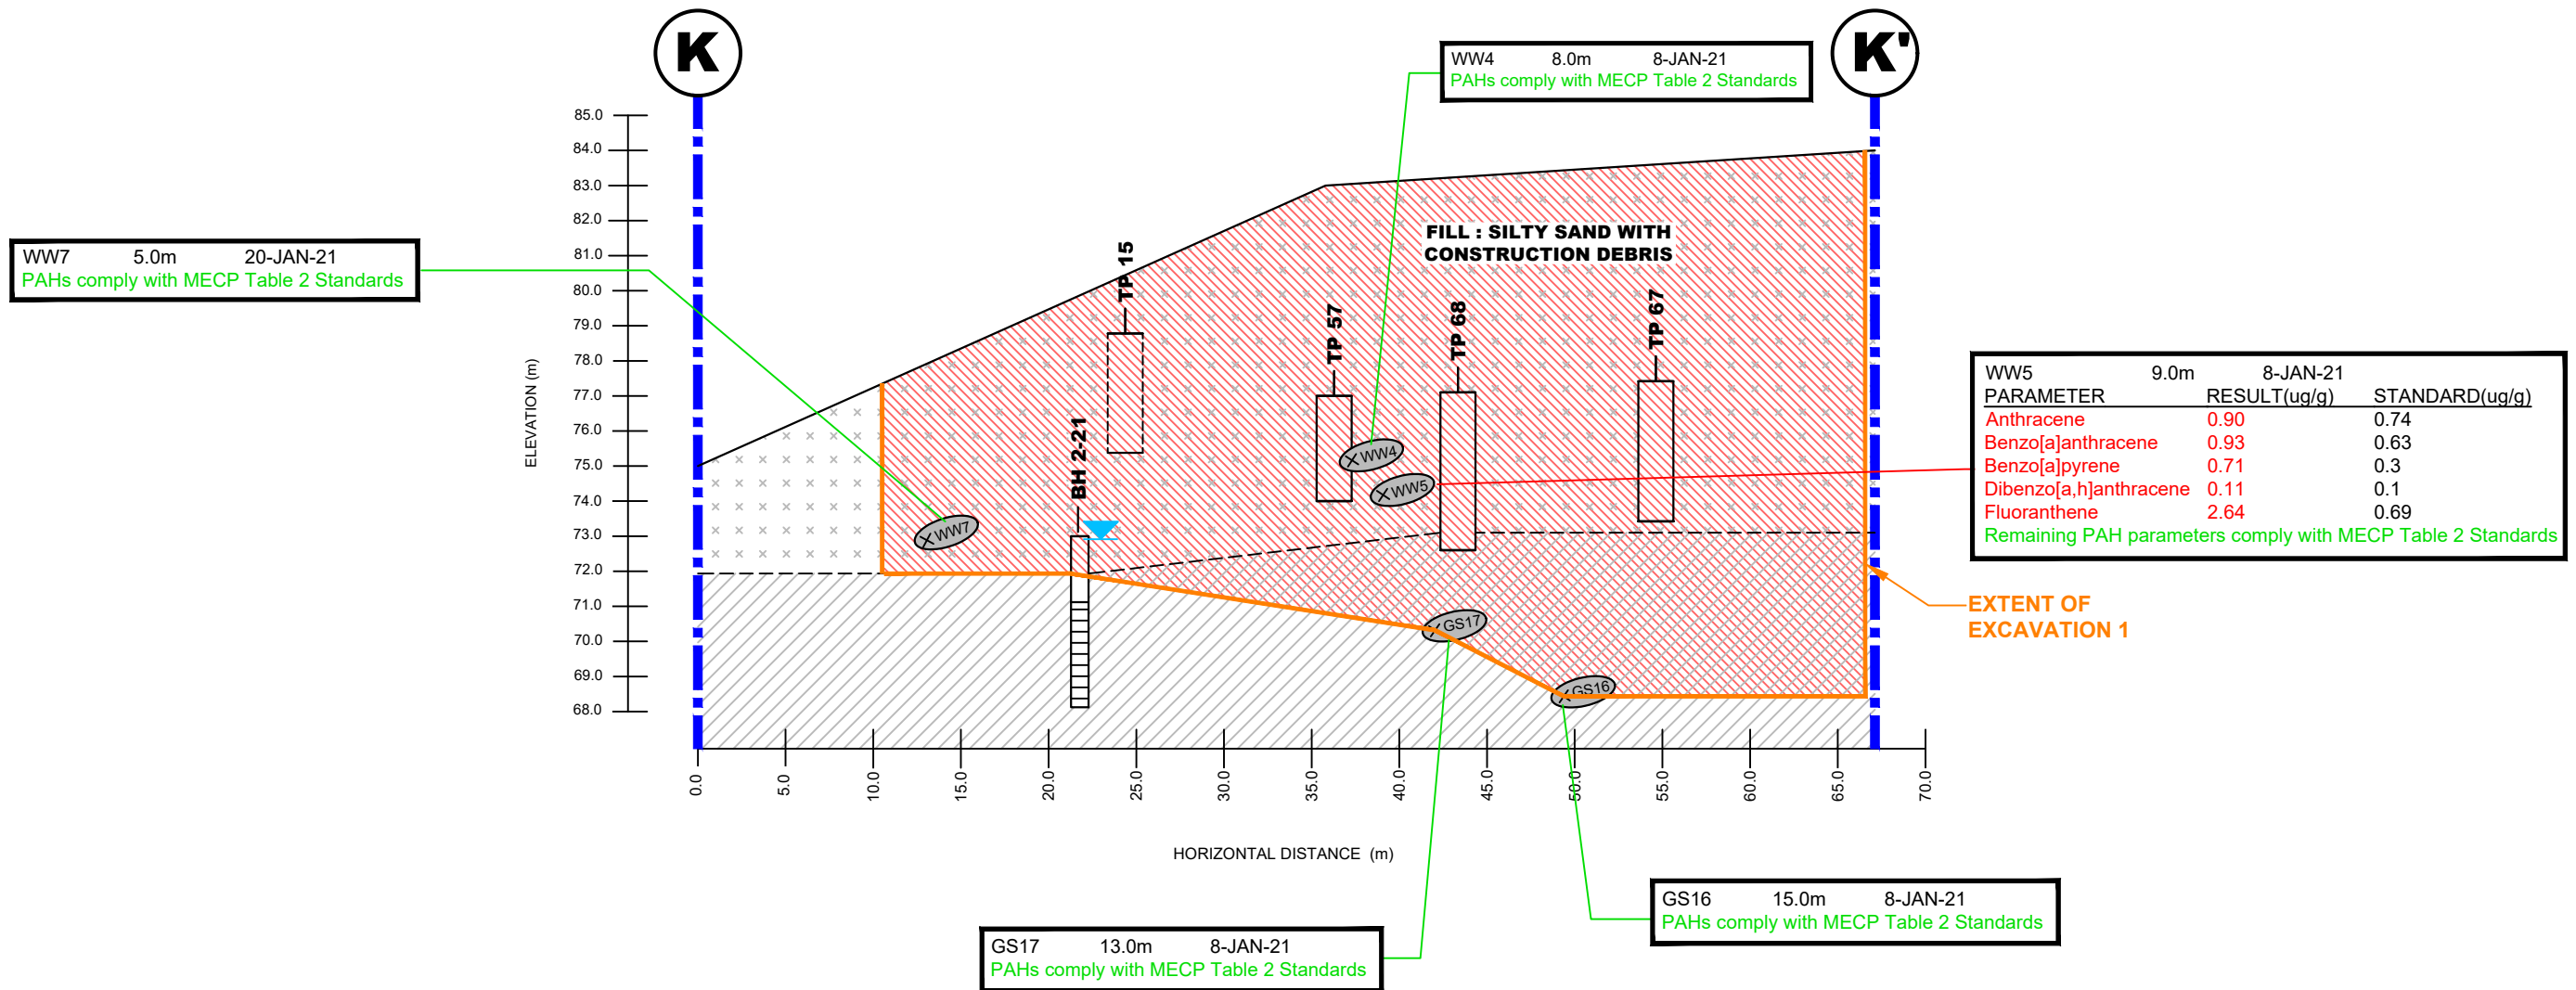 K
K'
WW4 8.0m 8-JAN-21
PAHs comply with MECP Table 2 Standards
85.0
84.0
83.0
82.0
81.0
80.0
79.0
78.0
77.0
76.0
75.0
74.0
73.0
72.0
71.0
70.0
69.0
68.0
ELEVATION (m)
WW7 5.0m 20-JAN-21
PAHs comply with MECP Table 2 Standards
FILL : SILTY SAND WITH
CONSTRUCTION DEBRIS
TP 15
TP 57
TP 68
TP 67
BH 2-21
WW4
WW5
WW7
GS17
GS16
WW5 9.0m 8-JAN-21
PARAMETER RESULT(ug/g) STANDARD(ug/g)
Anthracene 0.90 0.74
Benzo[a]anthracene 0.93 0.63
Benzo[a]pyrene 0.71 0.3
Dibenzo[a,h]anthracene 0.11 0.1
Fluoranthene 2.64 0.69
Remaining PAH parameters comply with MECP Table 2 Standards
EXTENT OF
EXCAVATION 1
0.0 5.0 10.0 15.0 20.0 25.0 30.0 35.0 40.0 45.0 50.0 55.0 60.0 65.0 70.0
HORIZONTAL DISTANCE (m)
GS16 15.0m 8-JAN-21
PAHs comply with MECP Table 2 Standards
GS17 13.0m 8-JAN-21
PAHs comply with MECP Table 2 Standards